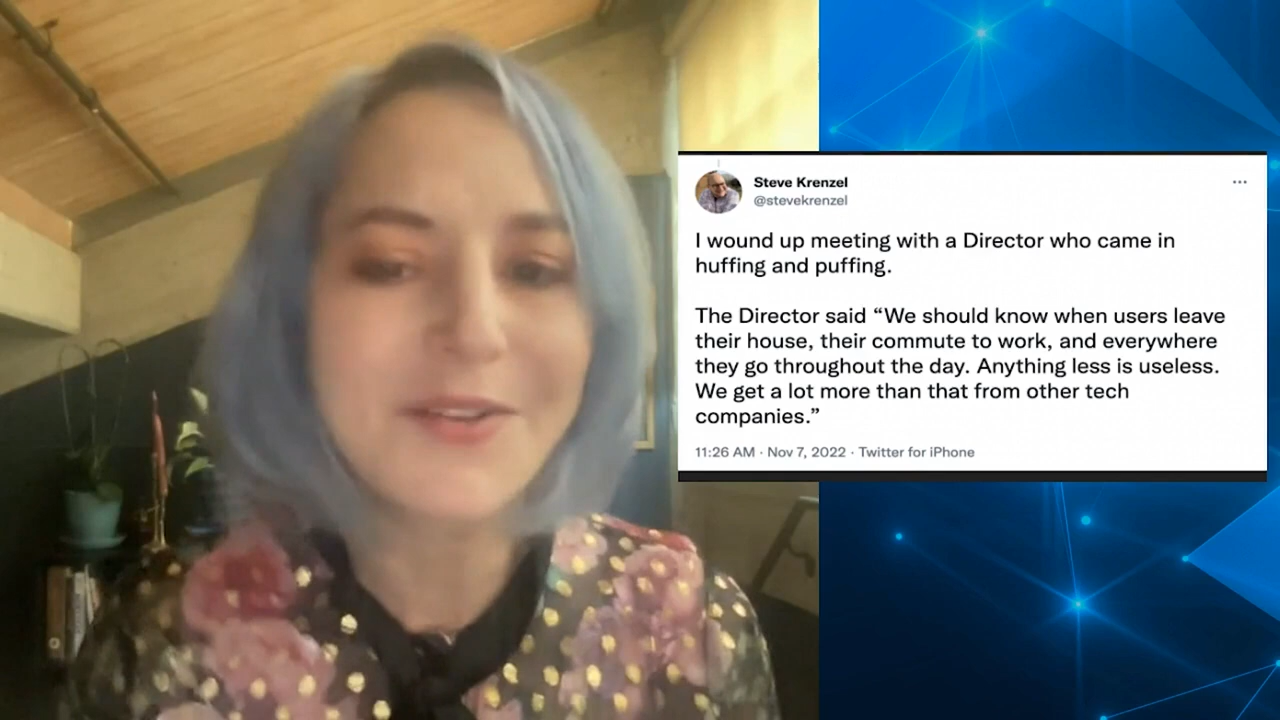 Steve Krenzel
@stevekrenzel
I wound up meeting with a Director who came in
huffing and puffing.
The Director said “We should know when users leave
their house, their commute to work, and everywhere
they go throughout the day. Anything less is useless.
We get a lot more than that from other tech
companies.”
11:26 AM · Nov 7, 2022 · Twitter for iPhone